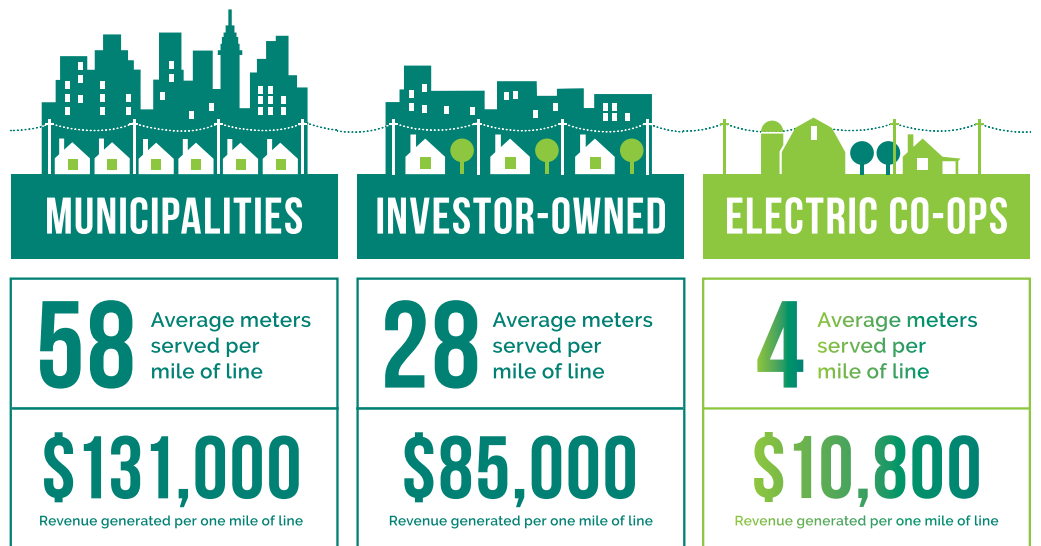 MUNICIPALITIES
58
Average meters
served per
mile of line
$131,000
Revenue generated per one mile of line
INVESTOR-OWNED
28
Average meters
served per
mile of line
$85,000
Revenue generated per one mile of line
ELECTRIC CO-OPS
4
Average meters
served per
mile of line
$10,800
Revenue generated per one mile of line